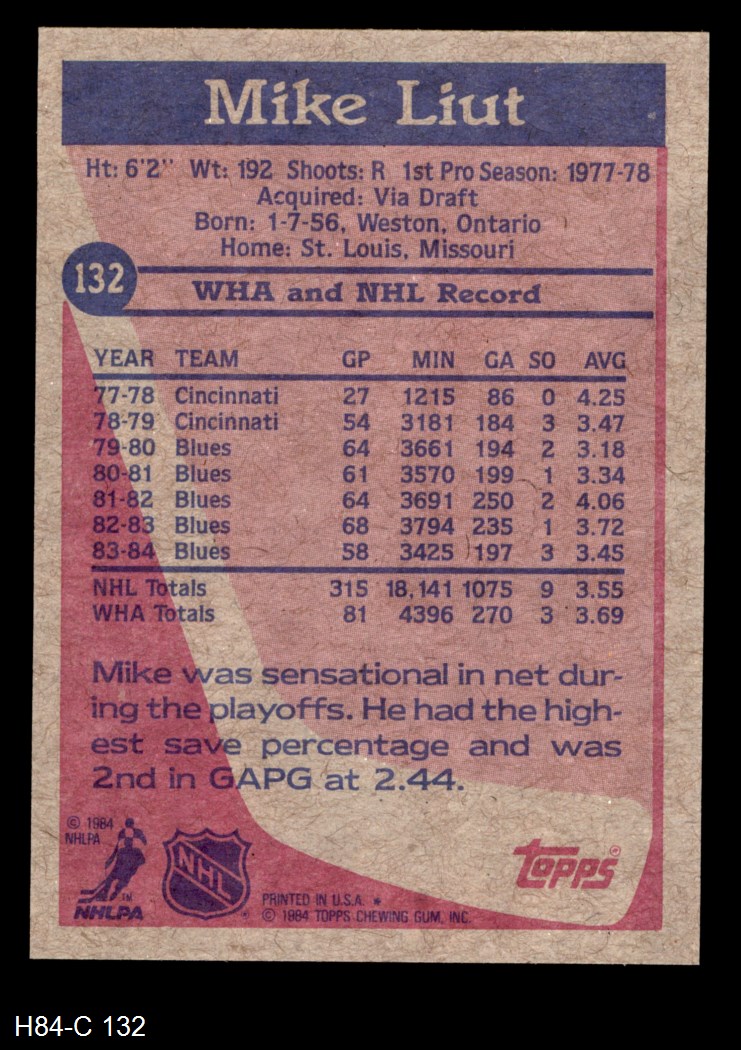 Mike Liut
Ht: 6'2" Wt: 192 Shoots: R 1st Pro Season: 1977-78
Acquired: Via Draft
Born: 1-7-56, Weston, Ontario
Home: St. Louis, Missouri
132
WHA and NHL Record
YEAR TEAM GP MIN GA SO AVG
77-78 Cincinnati 27 1215 86 0 4.25
78-79 Cincinnati 54 3181 184 3 3.47
79-80 Blues 64 3661 194 2 3.18
80-81 Blues 61 3570 199 1 3.34
81-82 Blues 64 3691 250 2 4.06
82-83 Blues 68 3794 235 1 3.72
83-84 Blues 58 3425 197 3 3.45
NHL Totals 315 18,141 1075 9 3.55
WHA Totals 81 4396 270 3 3.69
Mike was sensational in net dur-
ing the playoffs. He had the high-
est save percentage and was
2nd in GAPG at 2.44.
© 1984
NHLPA
TM
NHLPA
NHL
PRINTED IN U.S.A. *
© 1984 TOPPS CHEWING GUM, INC.
topps®
H84-C 132